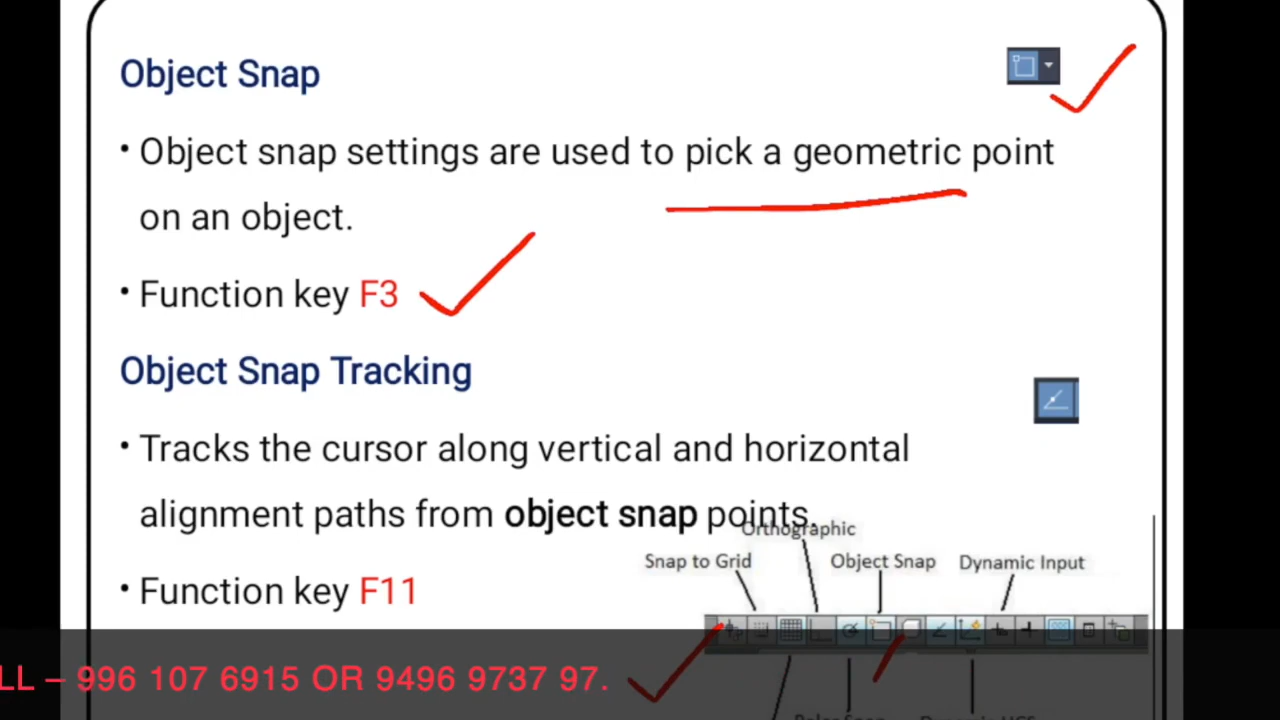 Object Snap
• Object snap settings are used to pick a geometric point
on an object.
• Function key F3
Object Snap Tracking
• Tracks the cursor along vertical and horizontal
alignment paths from object snap points.
Orthographic
Snap to Grid
Object Snap
Dynamic Input
• Function key F11
LL – 996 107 6915 OR 9496 9737 97.